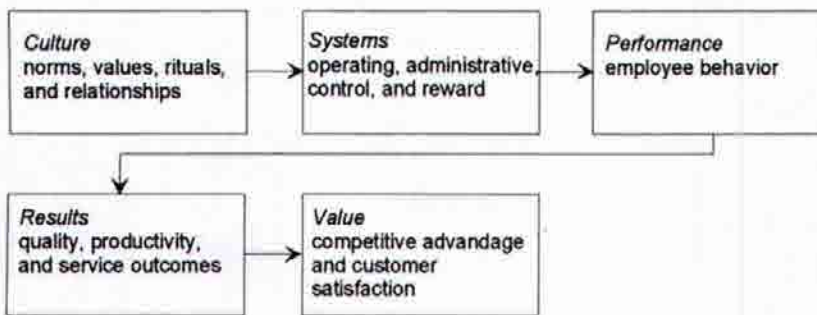 Culture
norms, values, rituals,
and relationships
Systems
operating, administrative,
control, and reward
Performance
employee behavior
Results
quality, productivity,
and service outcomes
Value
competitive advandage
and customer
satisfaction